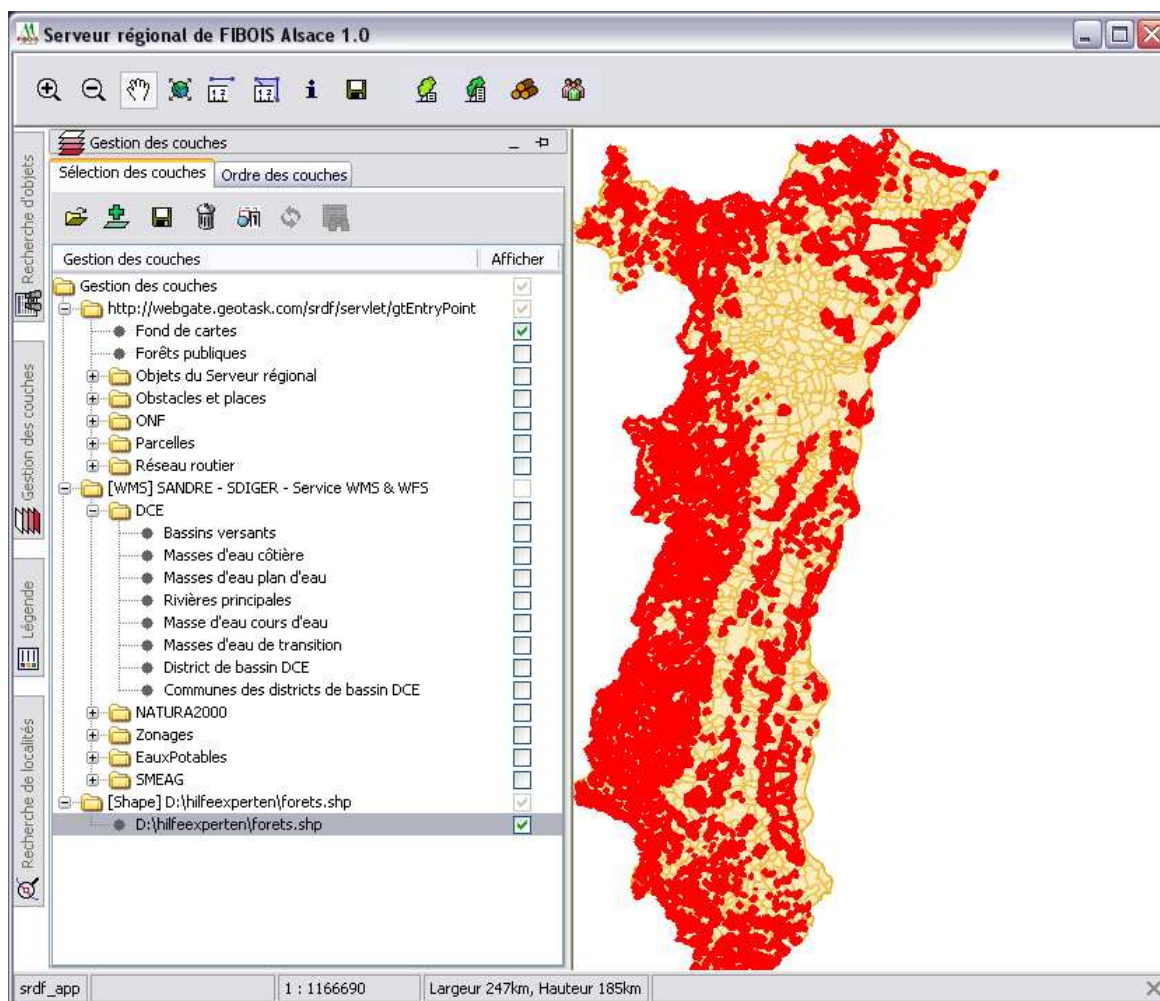 Serveur régional de FIBOIS Alsace 1.0
1 2
1 2
Gestion des couches
Sélection des couches
Ordre des couches
Gestion des couches
Afficher
Gestion des couches
http://webgate.geotask.com/srdf/servlet/gtEntryPoint
Fond de cartes
Forêts publiques
Objets du Serveur régional
Obstacles et places
ONF
Parcelles
Réseau routier
[WMS] SANDRE - SDIGER - Service WMS & WFS
DCE
Bassins versants
Masses d'eau côtière
Masses d'eau plan d'eau
Rivières principales
Masse d'eau cours d'eau
Masses d'eau de transition
District de bassin DCE
Communes des districts de bassin DCE
NATURA2000
Zonages
EauxPotables
SMEAG
[Shape] D:\hilfeexperten\forets.shp
D:\hilfeexperten\forets.shp
Recherche d'objets
Gestion des couches
Légende
Recherche de localités
srdf_app
1 : 1166690
Largeur 247km, Hauteur 185km